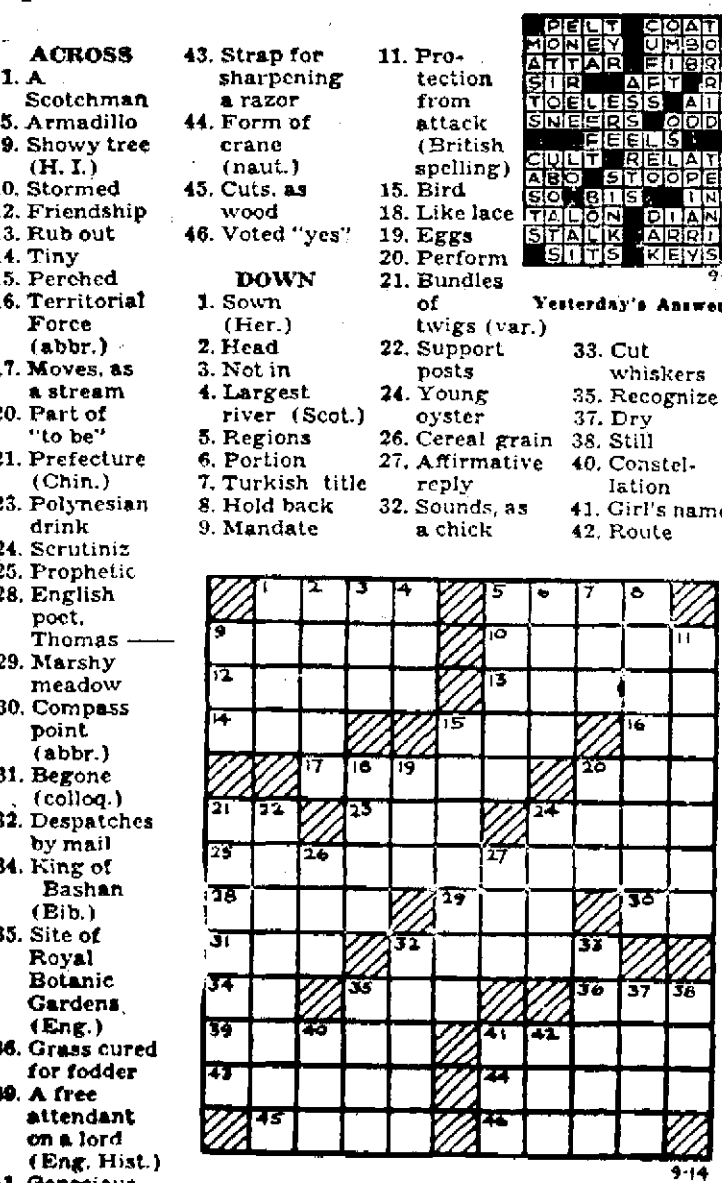 ACROSS
1. A
Scotchman
5. Armadillo
9. Showy tree
(H. I.)
0. Stormed
2. Friendship
3. Rub out
4. Tiny
5. Perched
6. Territorial
Force
(abbr.)
7. Moves, as
a stream
20. Part of
"to be"
21. Prefecture
(Chin.)
23. Polynesian
drink
24. Scrutiniz
25. Prophetic
28. English
poet,
Thomas ——
29. Marshy
meadow
30. Compass
point
(abbr.)
31. Begone
(colloq.)
32. Despatches
by mail
34. King of
Bashan
(Bib.)
35. Site of
Royal
Botanic
Gardens
(Eng.)
36. Grass cured
for fodder
39. A free
attendant
on a lord
(Eng. Hist.)
43. Strap for
sharpening
a razor
44. Form of
crane
(naut.)
45. Cuts, as
wood
46. Voted "yes"
DOWN
1. Sown
(Her.)
2. Head
3. Not in
4. Largest
river (Scot.)
5. Regions
6. Portion
7. Turkish title
8. Hold back
9. Mandate
11. Pro-
tection
from
attack
(British
spelling)
15. Bird
18. Like lace
19. Eggs
20. Perform
21. Bundles
of
twigs (var.)
22. Support
posts
24. Young
oyster
26. Cereal grain
27. Affirmative
reply
32. Sounds, as
a chick
PELT COAT
MONEY UMBO
ATTAR FIBR
SIR AFT R
TOELESS AI
SNEERS OOD
FEELS
CULT RELAT
ABO STOOPE
SO BIS IN
TALON DIAN
STALK ARRI
SITS KEYS
Yesterday's Answer
33. Cut
whiskers
35. Recognize
37. Dry
38. Still
40. Constel-
lation
41. Girl's name
42. Route
1 2 3 4 5 6 7 8
9 10 11
12 13
14 15 16
17 18 19 20
21 22 23 24
25 26 27
28 29 30
31 32 33
34 35 36 37 38
39 40 41 42
43 44
45 46
9-14